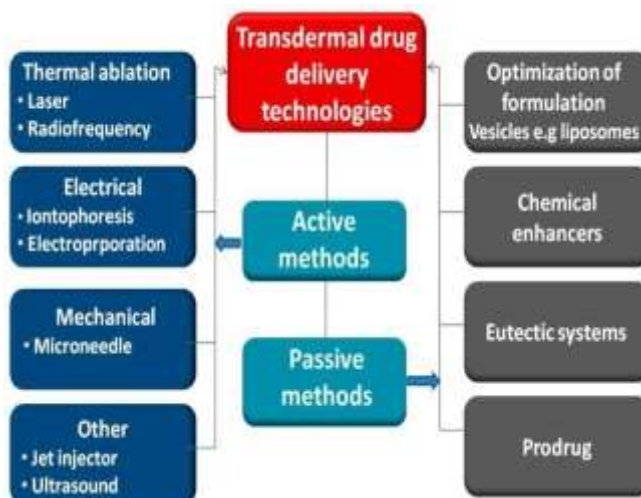 Transdermal drug
delivery
technologies
Thermal ablation
• Laser
• Radiofrequency
Electrical
• Iontophoresis
• Electroprporation
Mechanical
• Microneedle
Other
• Jet injector
• Ultrasound
Active
methods
Passive
methods
Optimization of
formulation
Vesicles e.g liposomes
Chemical
enhancers
Eutectic systems
Prodrug